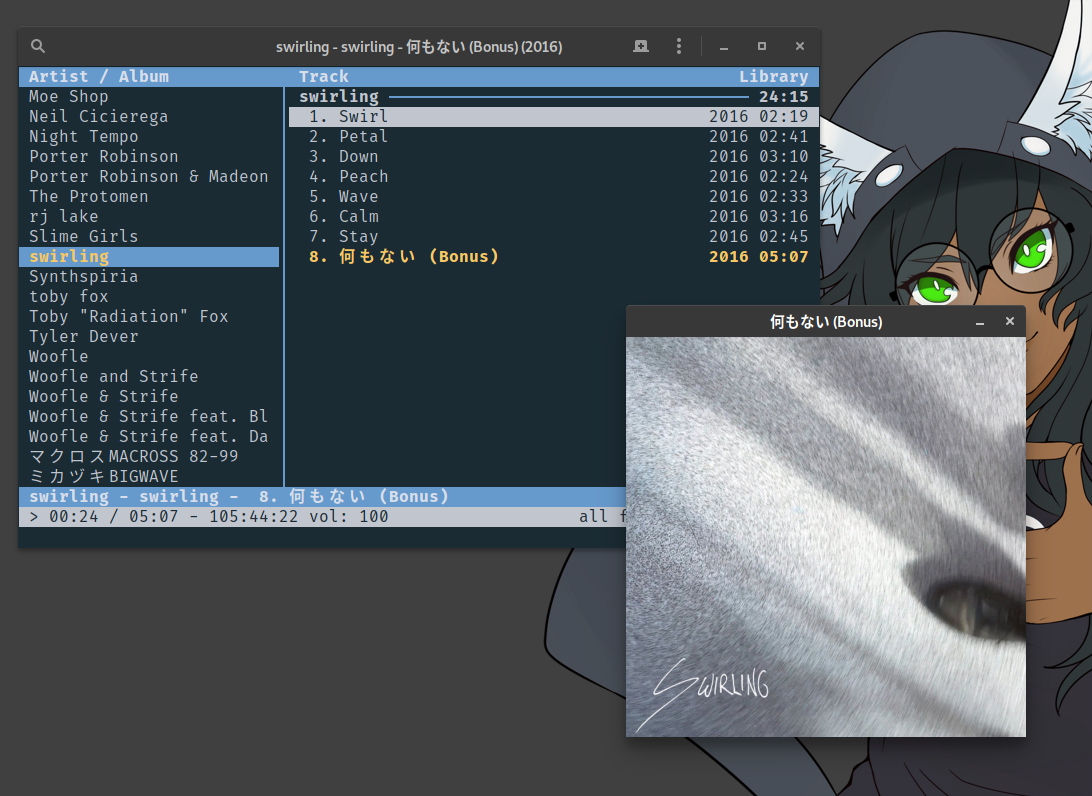 swirling - swirling - 何もない (Bonus) (2016)
Artist / Album
Track
Library
Moe Shop
Neil Cicierega
Night Tempo
Porter Robinson
Porter Robinson & Madeon
The Protomen
rj lake
Slime Girls
swirling
Synthspiria
toby fox
Toby "Radiation" Fox
Tyler Dever
Woofle
Woofle and Strife
Woofle & Strife
Woofle & Strife feat. Bl
Woofle & Strife feat. Da
マクロスMACROSS 82-99
ミカヅキBIGWAVE
swirling 24:15
1. Swirl 2016 02:19
2. Petal 2016 02:41
3. Down 2016 03:10
4. Peach 2016 02:24
5. Wave 2016 02:33
6. Calm 2016 03:16
7. Stay 2016 02:45
8. 何もない (Bonus) 2016 05:07
swirling - swirling - 8. 何もない (Bonus)
> 00:24 / 05:07 - 105:44:22 vol: 100 all f
何もない (Bonus)
SWIRLING